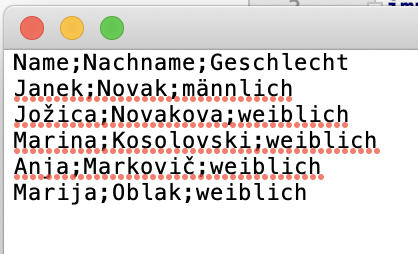 Name;Nachname;Geschlecht
Janek;Novak;männlich
Jožica;Novakova;weiblich
Marina;Kosolovski;weiblich
Anja;Markovič;weiblich
Marija;Oblak;weiblich